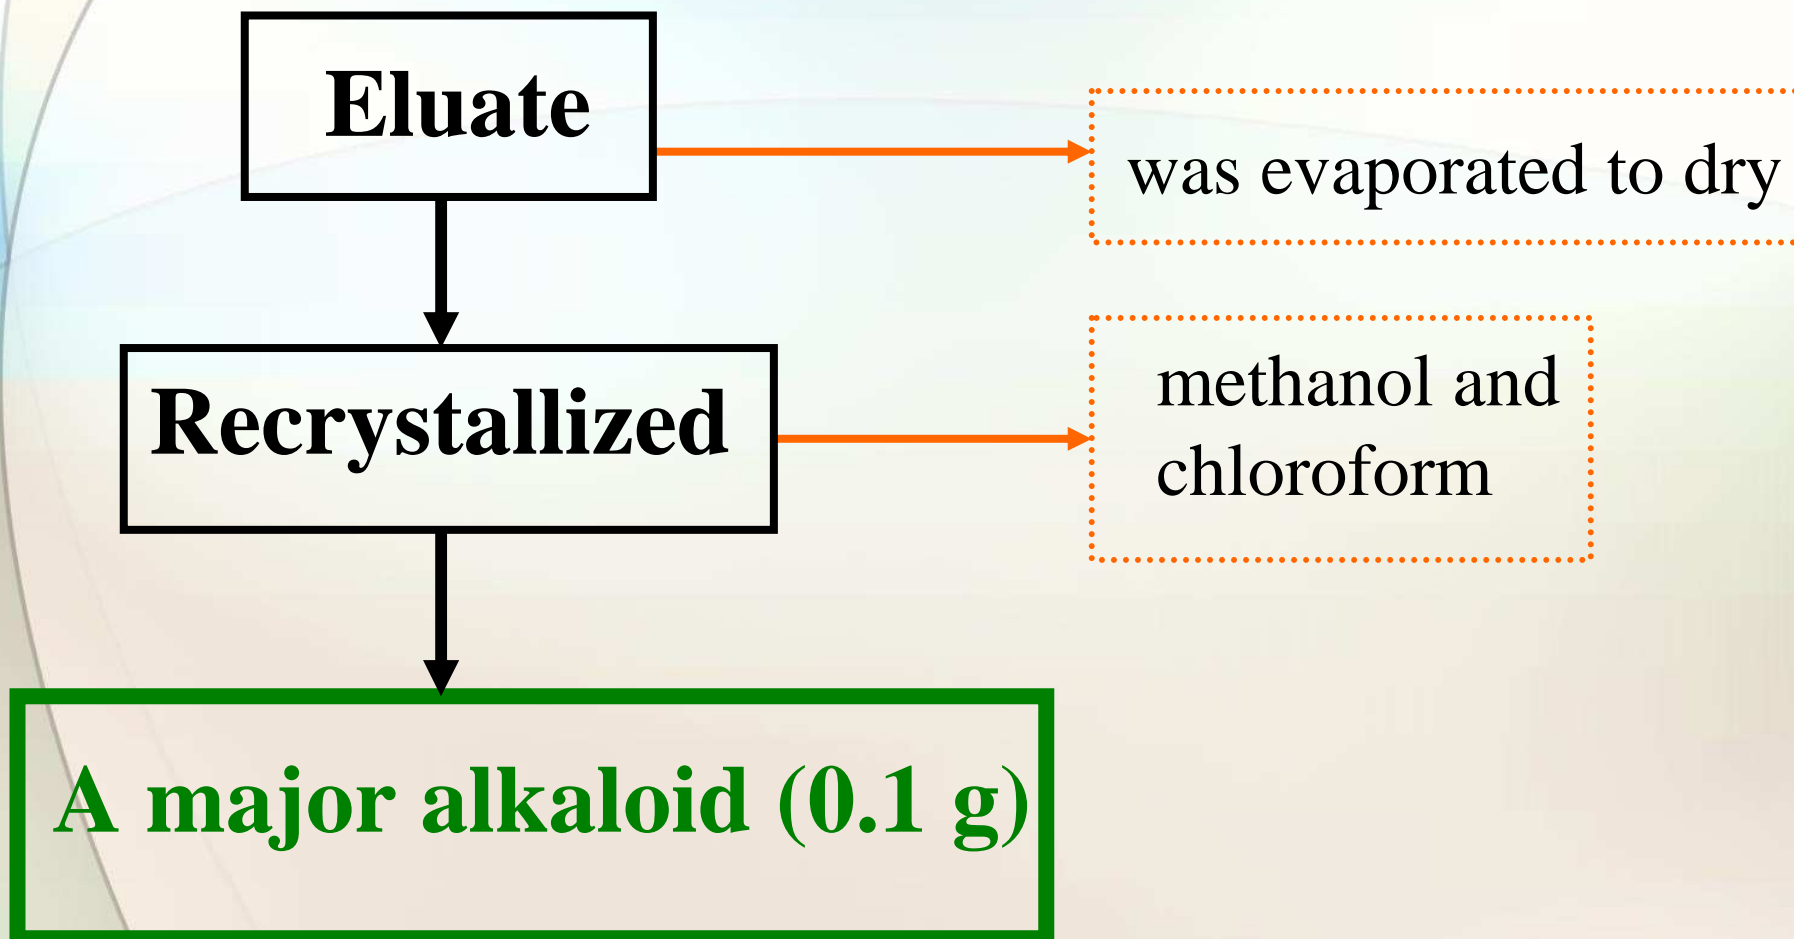 Eluate
was evaporated to dry
Recrystallized
methanol and
chloroform
A major alkaloid (0.1 g)